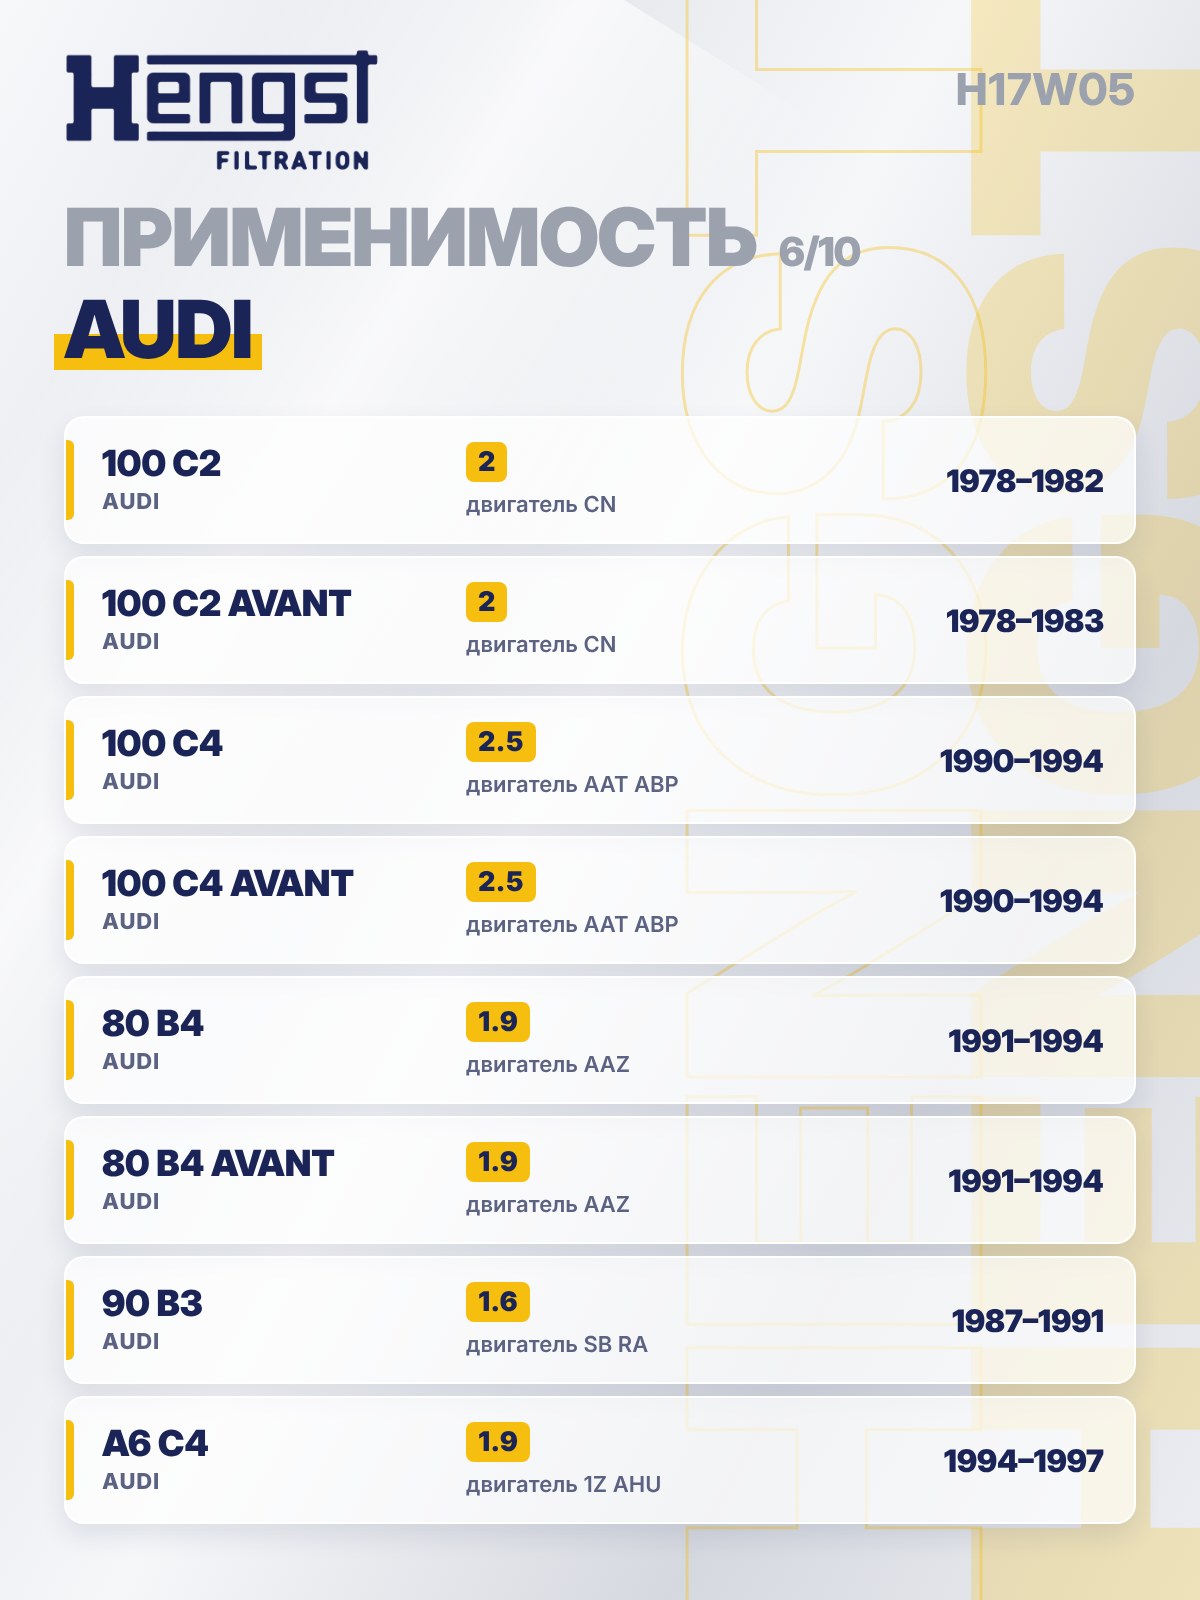 Hengst
FILTRATION
H17W05
ПРИМЕНИМОСТЬ 6/10
AUDI
100 C2
AUDI
2
двигатель CN
1978–1982
100 C2 AVANT
AUDI
2
двигатель CN
1978–1983
100 C4
AUDI
2.5
двигатель AAT ABP
1990–1994
100 C4 AVANT
AUDI
2.5
двигатель AAT ABP
1990–1994
80 B4
AUDI
1.9
двигатель AAZ
1991–1994
80 B4 AVANT
AUDI
1.9
двигатель AAZ
1991–1994
90 B3
AUDI
1.6
двигатель SB RA
1987–1991
A6 C4
AUDI
1.9
двигатель 1Z AHU
1994–1997
HENGST
HENGST